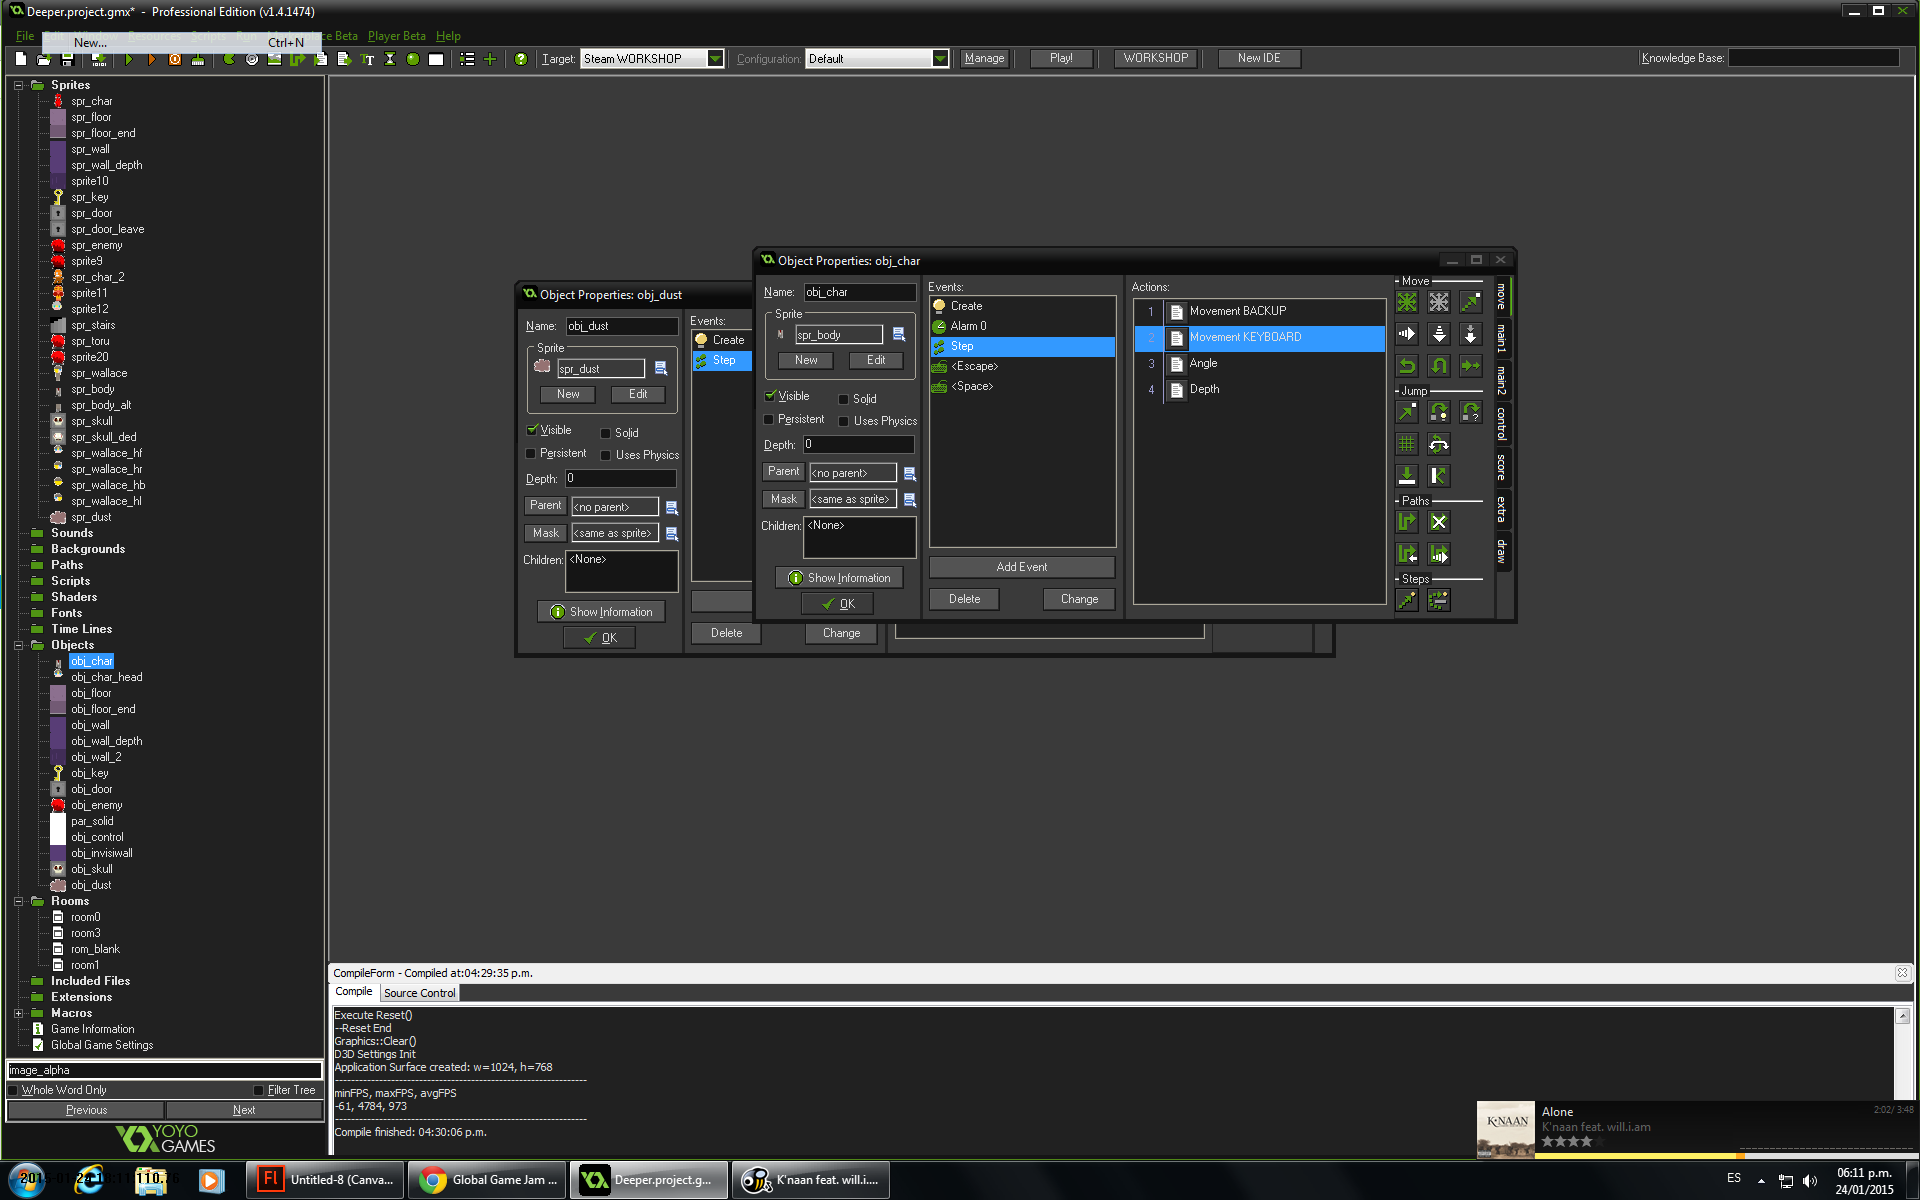 Deeper.project.gmx* - Professional Edition (v1.4.1474)
File
Beta Player Beta Help
New... Ctrl+N
Target: Steam WORKSHOP Configuration: Default Manage Play! WORKSHOP New IDE Knowledge Base:
Sprites
spr_char
spr_floor
spr_floor_end
spr_wall
spr_wall_depth
sprite10
spr_key
spr_door
spr_door_leave
spr_enemy
sprite9
spr_char_2
sprite11
sprite12
spr_stairs
spr_toru
sprite20
spr_wallace
spr_body
spr_body_alt
spr_skull
spr_skull_ded
spr_wallace_hf
spr_wallace_hr
spr_wallace_hb
spr_wallace_hl
spr_dust
Sounds
Backgrounds
Paths
Scripts
Shaders
Fonts
Time Lines
Objects
obj_char
obj_char_head
obj_floor
obj_floor_end
obj_wall
obj_wall_depth
obj_wall_2
obj_key
obj_door
obj_enemy
par_solid
obj_control
obj_invisiwall
obj_skull
obj_dust
Rooms
room0
room3
rom_blank
room1
Included Files
Extensions
Macros
Game Information
Global Game Settings
image_alpha
Whole Word Only Filter Tree
Previous Next
YOYO
GAMES
Object Properties: obj_dust
Name: obj_dust
Sprite
spr_dust
New Edit
Visible Solid
Persistent Uses Physics
Depth: 0
Parent <no parent>
Mask <same as sprite>
Children: <None>
Show Information
OK
Events:
Create
Step
Delete Change
Object Properties: obj_char
Name: obj_char
Sprite
spr_body
New Edit
Visible Solid
Persistent Uses Physics
Depth: 0
Parent <no parent>
Mask <same as sprite>
Children: <None>
Show Information
OK
Events:
Create
Alarm 0
Step
<Escape>
<Space>
Add Event
Delete Change
Actions:
1 Movement BACKUP
2 Movement KEYBOARD
3 Angle
4 Depth
Move
Jump
Paths
Steps
move
main1
main2
control
score
extra
draw
CompileForm - Compiled at:04:29:35 p.m.
Compile Source Control
Execute Reset()
--Reset End
Graphics::Clear()
D3D Settings Init
Application Surface created: w=1024, h=768
minFPS, maxFPS, avgFPS
-61, 4784, 973
Compile finished: 04:30:06 p.m.
K'NAAN
Alone 2:02/ 3:48
K'naan feat. will.i.am
Untitled-8 (Canva...
Global Game Jam ...
Deeper.project.g...
K'naan feat. will.i....
ES
06:11 p.m.
24/01/2015